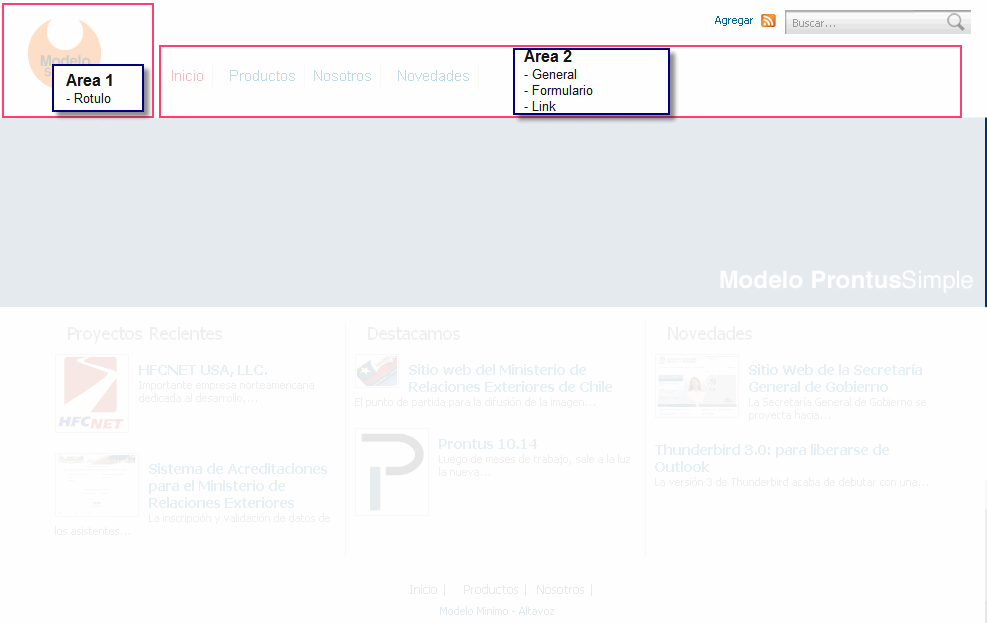 Agregar
Buscar...
Modelo
Area 1
- Rotulo
Inicio
Productos
Nosotros
Novedades
Area 2
- General
- Formulario
- Link
Modelo ProntusSimple
Proyectos Recientes
HFCNET USA, LLC.
Importante empresa norteamericana
dedicada al desarrollo....
HFCNET
Sistema de Acreditaciones
para el Ministerio de
Relaciones Exteriores
La inscripción y validación de datos de
los asistentes...
Destacamos
Sitio web del Ministerio de
Relaciones Exteriores de Chile
El punto de partida para la difusión de la imagen....
Prontus 10.14
Luego de meses de trabajo, sale a la luz
la nueva...
Novedades
Sitio Web de la Secretaría
General de Gobierno
La Secretaría General de Gobierno se
proyecta hacia...
Thunderbird 3.0: para liberarse de
Outlook
La versión 3 de Thunderbird acaba de debutar con una...
Inicio | Productos | Nosotros |
Modelo Minimo - Altavoz